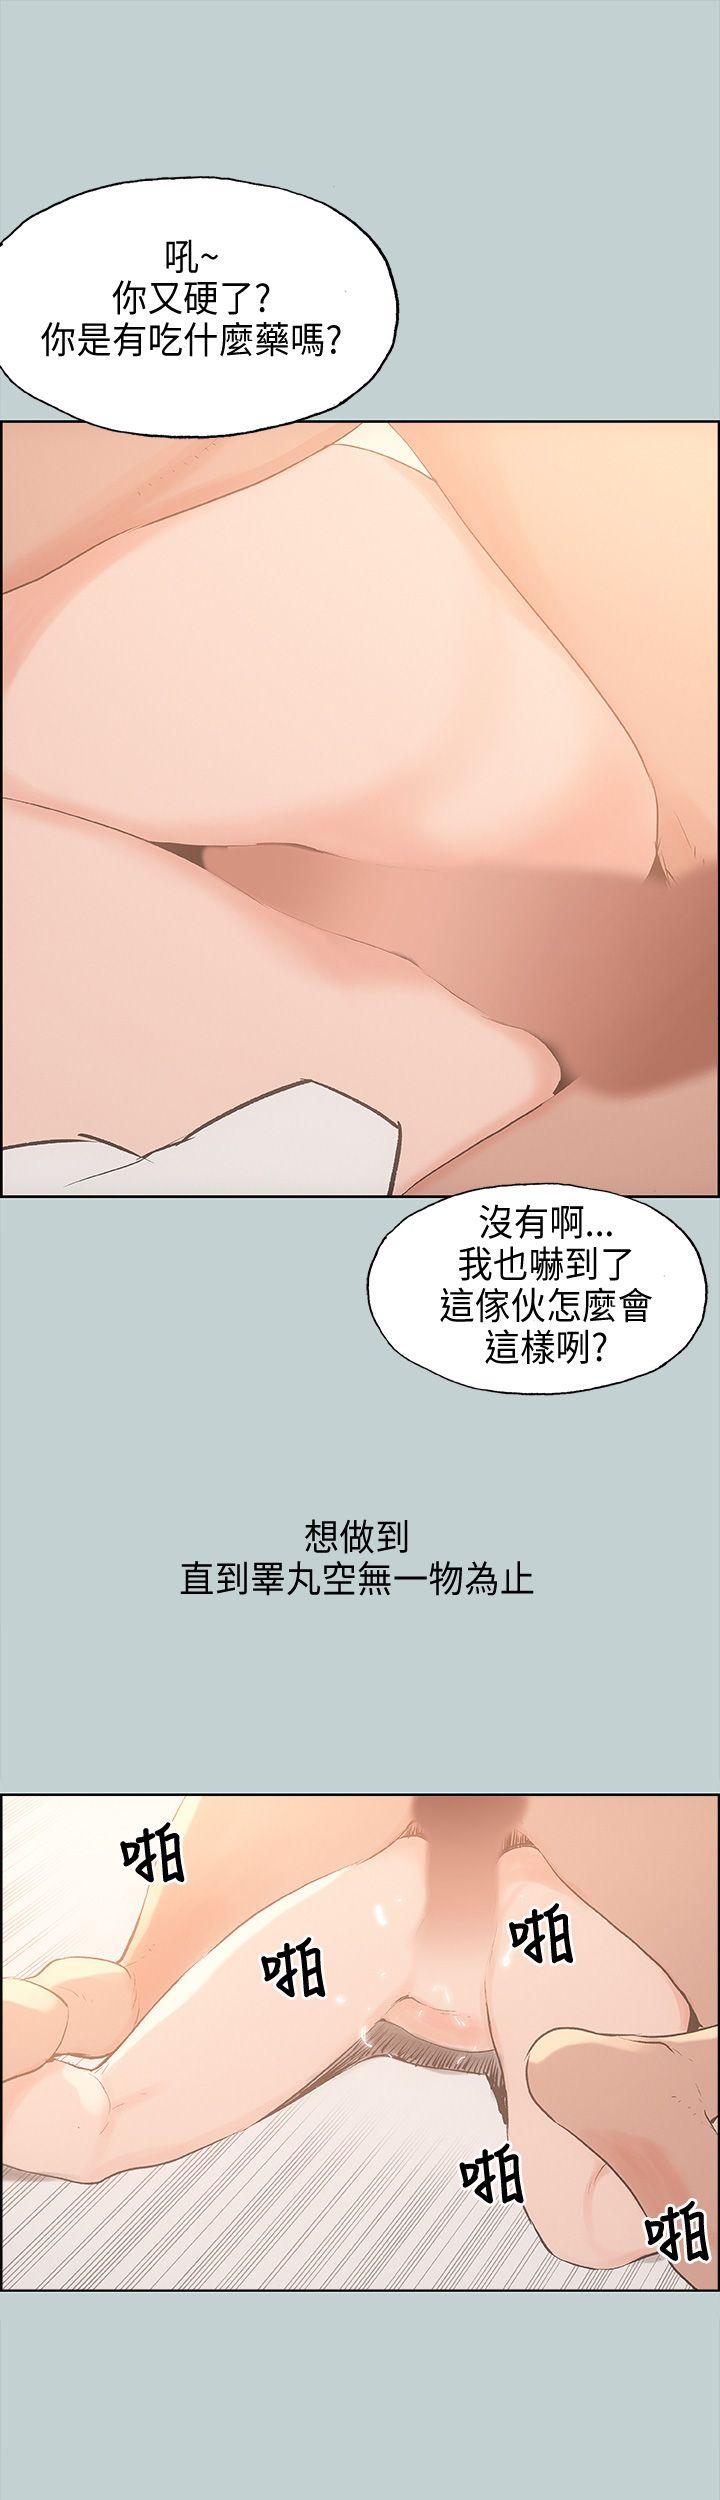 吼~
你又硬了?
你是有吃什麼藥嗎?
沒有啊...
我也嚇到了
這傢伙怎麼會
這樣咧?
想做到
直到睪丸空無一物為止
啪
啪
啪
啪
啪